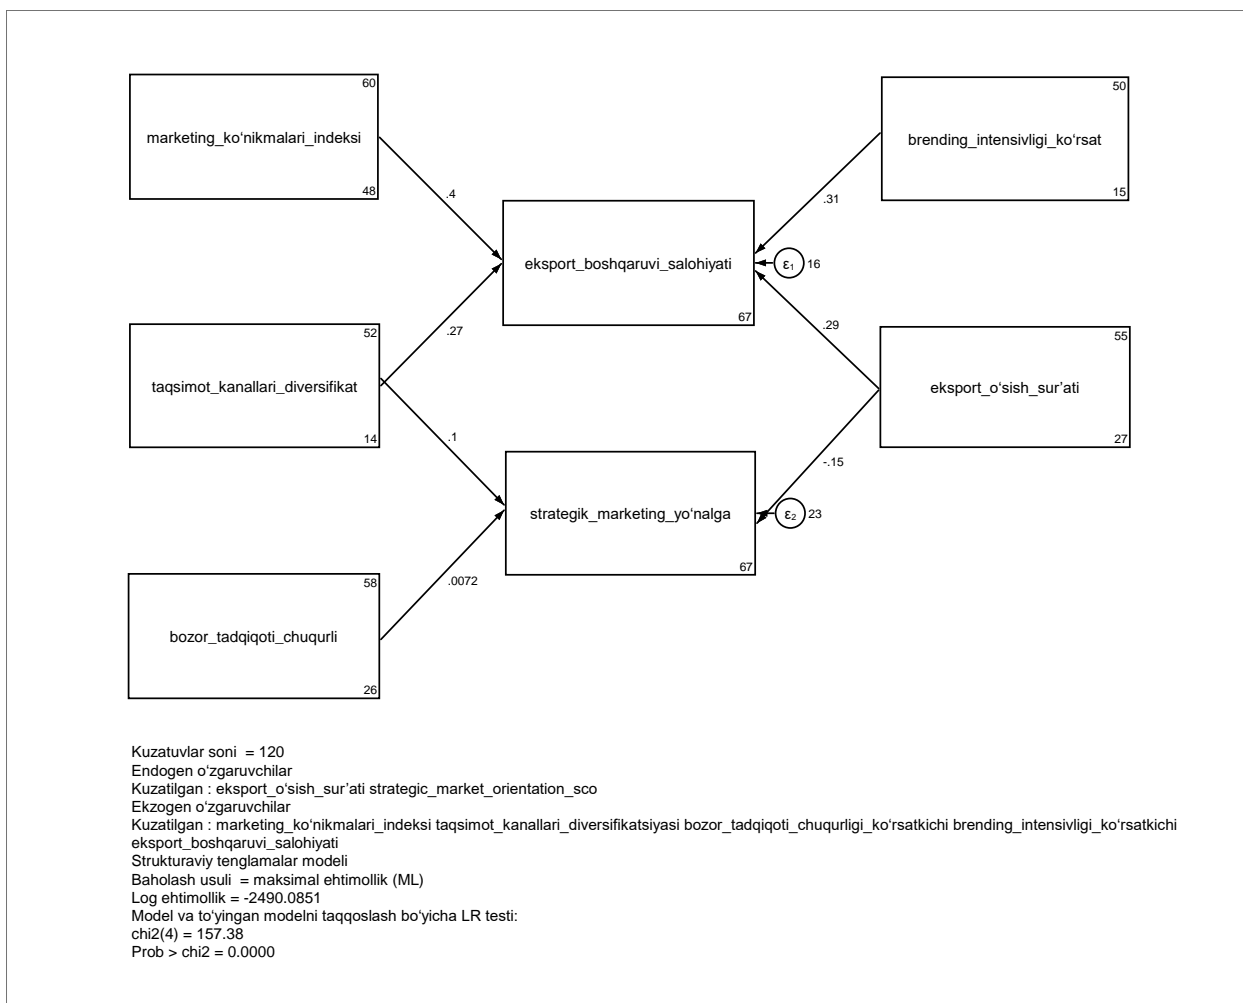 60
marketing_ko‘nikmalari_indeksi
48
50
brending_intensivligi_ko‘rsat
15
.4
.31
eksport_boshqaruvi_salohiyati
67
ε₁
16
52
taqsimot_kanallari_diversifikat
14
.27
.29
55
eksport_o‘sish_sur’ati
27
.1
-.15
strategik_marketing_yo‘nalga
67
ε₂
23
58
bozor_tadqiqoti_chuqurli
26
.0072
Kuzatuvlar soni = 120
Endogen o‘zgaruvchilar
Kuzatilgan : eksport_o‘sish_sur’ati strategic_market_orientation_sco
Ekzogen o‘zgaruvchilar
Kuzatilgan : marketing_ko‘nikmalari_indeksi taqsimot_kanallari_diversifikatsiyasi bozor_tadqiqoti_chuqurligi_ko‘rsatkichi brending_intensivligi_ko‘rsatkichi
eksport_boshqaruvi_salohiyati
Strukturaviy tenglamalar modeli
Baholash usuli = maksimal ehtimollik (ML)
Log ehtimollik = -2490.0851
Model va to‘yingan modelni taqqoslash bo‘yicha LR testi:
chi2(4) = 157.38
Prob > chi2 = 0.0000